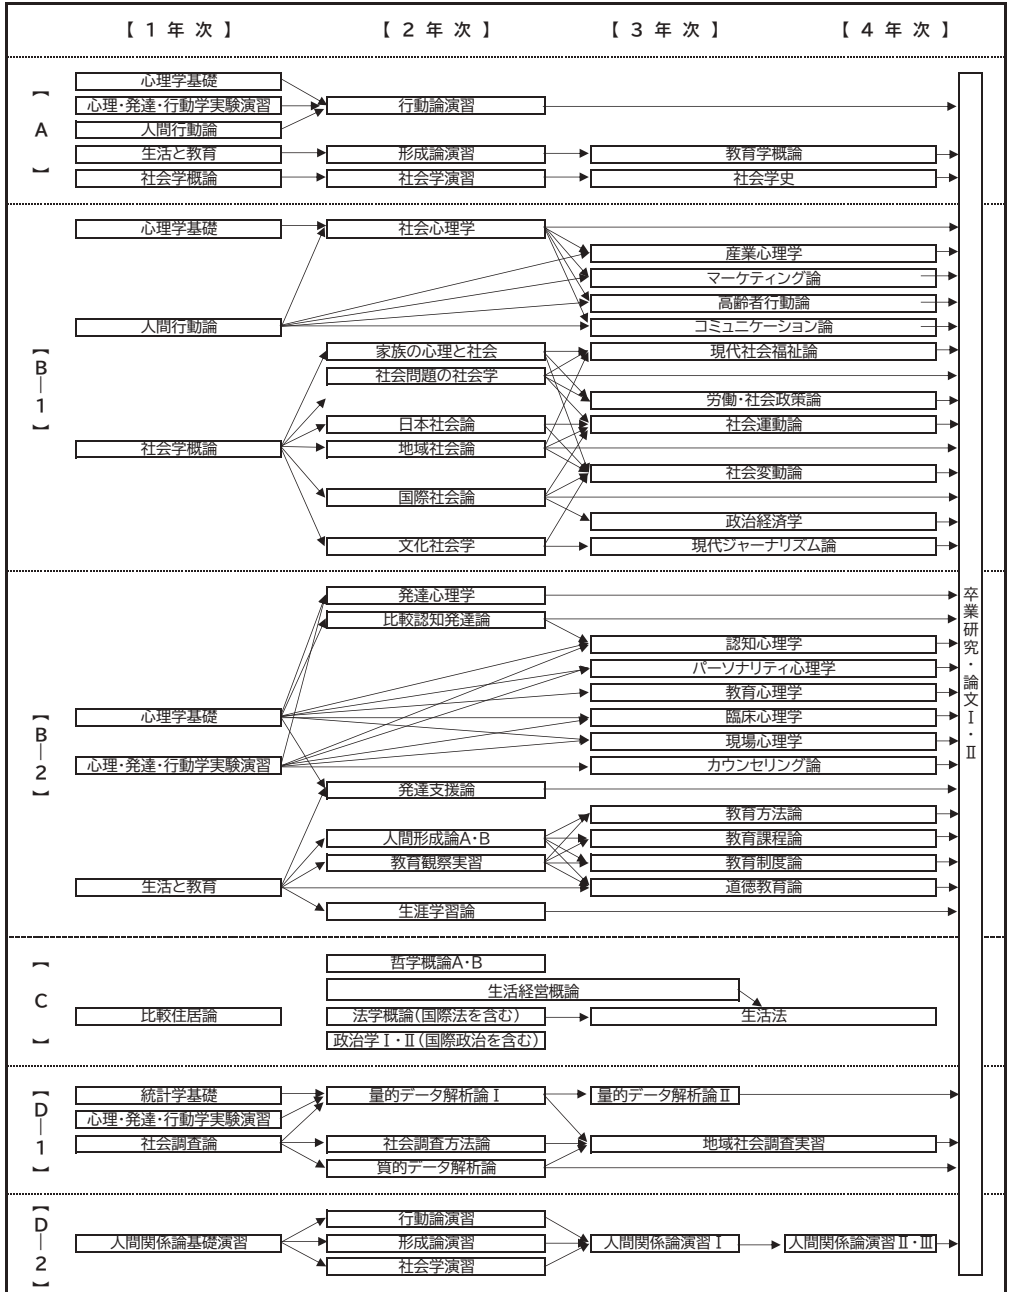 【 1 年 次 】 【 2 年 次 】 【 3 年 次 】 【 4 年 次 】
【A】
心理学基礎
心理・発達・行動学実験演習 行動論演習
人間行動論
生活と教育 形成論演習 教育学概論
社会学概論 社会学演習 社会学史
【B－1】
心理学基礎 社会心理学
産業心理学
マーケティング論
高齢者行動論
人間行動論 コミュニケーション論
家族の心理と社会 現代社会福祉論
社会問題の社会学
労働・社会政策論
日本社会論 社会運動論
社会学概論 地域社会論
社会変動論
国際社会論
政治経済学
文化社会学 現代ジャーナリズム論
【B－2】
発達心理学
比較認知発達論
認知心理学
パーソナリティ心理学
教育心理学
心理学基礎 臨床心理学
現場心理学
心理・発達・行動学実験演習 カウンセリング論
発達支援論
教育方法論
人間形成論A・B 教育課程論
教育観察実習 教育制度論
生活と教育 道徳教育論
生涯学習論
【C】
哲学概論A・B
生活経営概論
比較住居論 法学概論(国際法を含む) 生活法
政治学Ⅰ・Ⅱ(国際政治を含む)
【D－1】
統計学基礎 量的データ解析論Ⅰ 量的データ解析論Ⅱ
心理・発達・行動学実験演習
社会調査論 社会調査方法論 地域社会調査実習
質的データ解析論
【D－2】
行動論演習
人間関係論基礎演習 形成論演習 人間関係論演習Ⅰ 人間関係論演習Ⅱ・Ⅲ
社会学演習
卒業研究・論文Ⅰ・Ⅱ